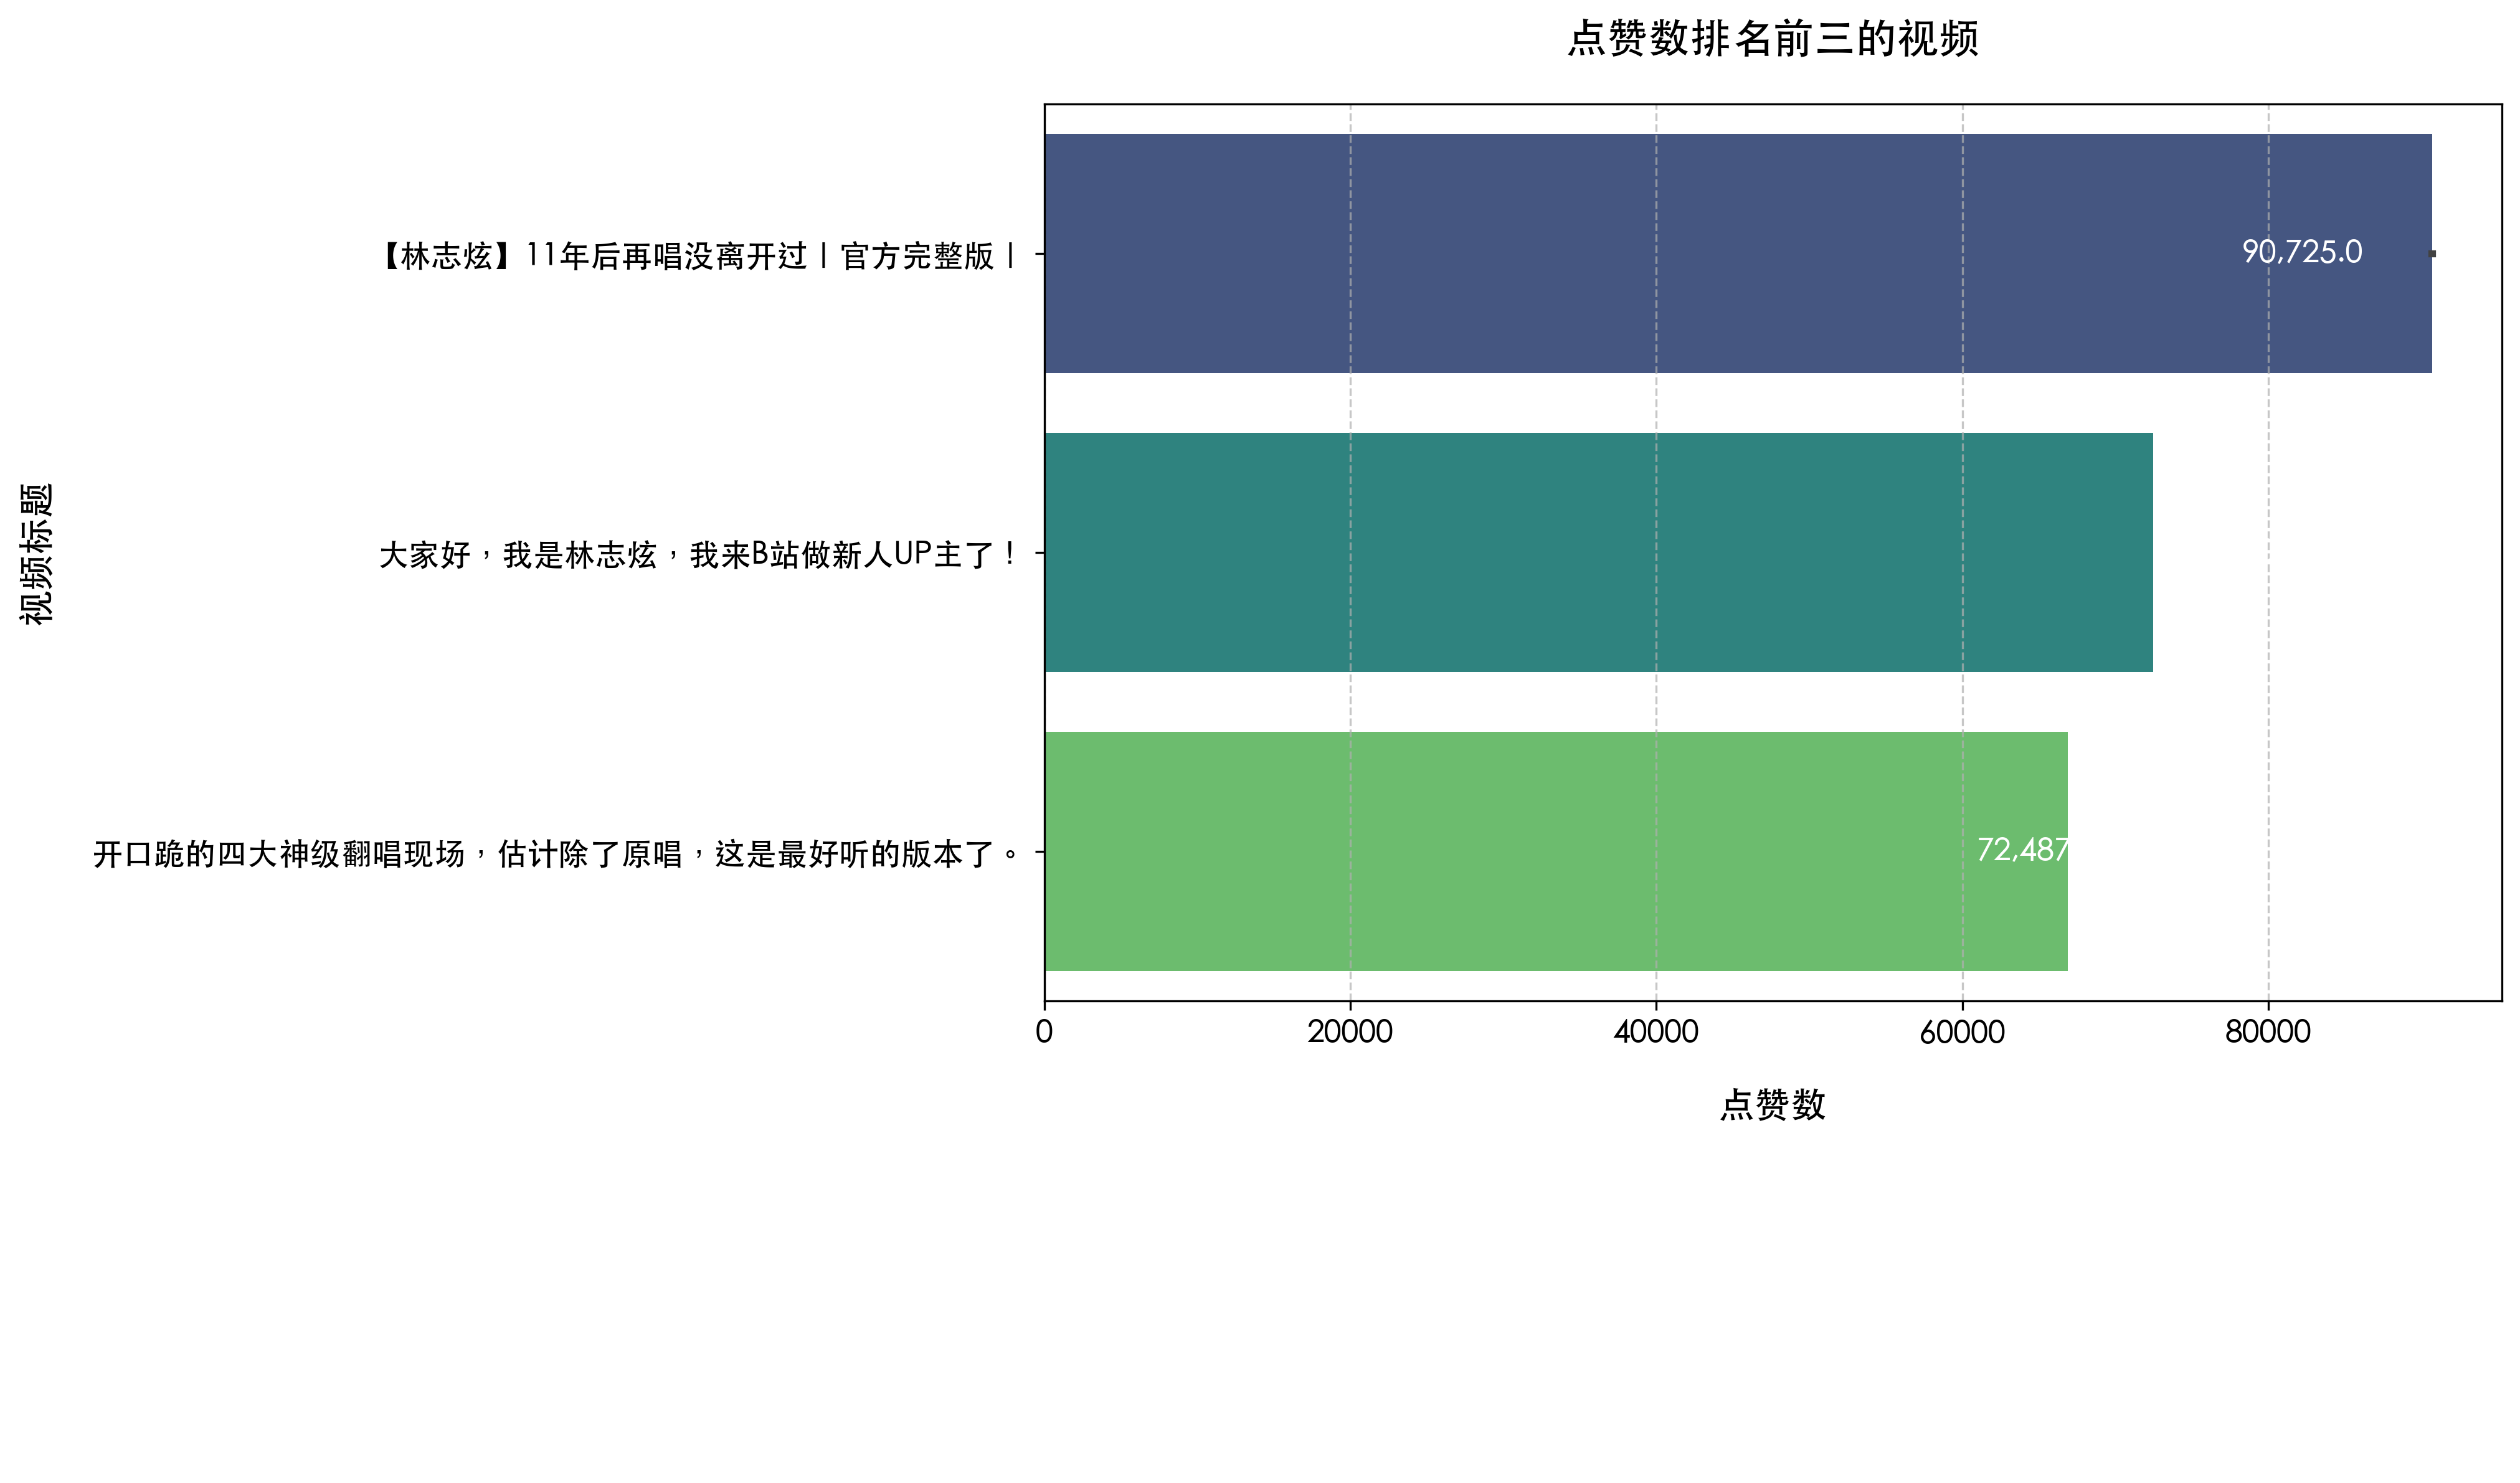 点赞数排名前三的视频
视频标题
【林志炫】11年后再唱没离开过丨官方完整版丨
90,725.0
大家好，我是林志炫，我来B站做新人UP主了！
开口跪的四大神级翻唱现场，估计除了原唱，这是最好听的版本了。
72,487
0 20000 40000 60000 80000
点赞数